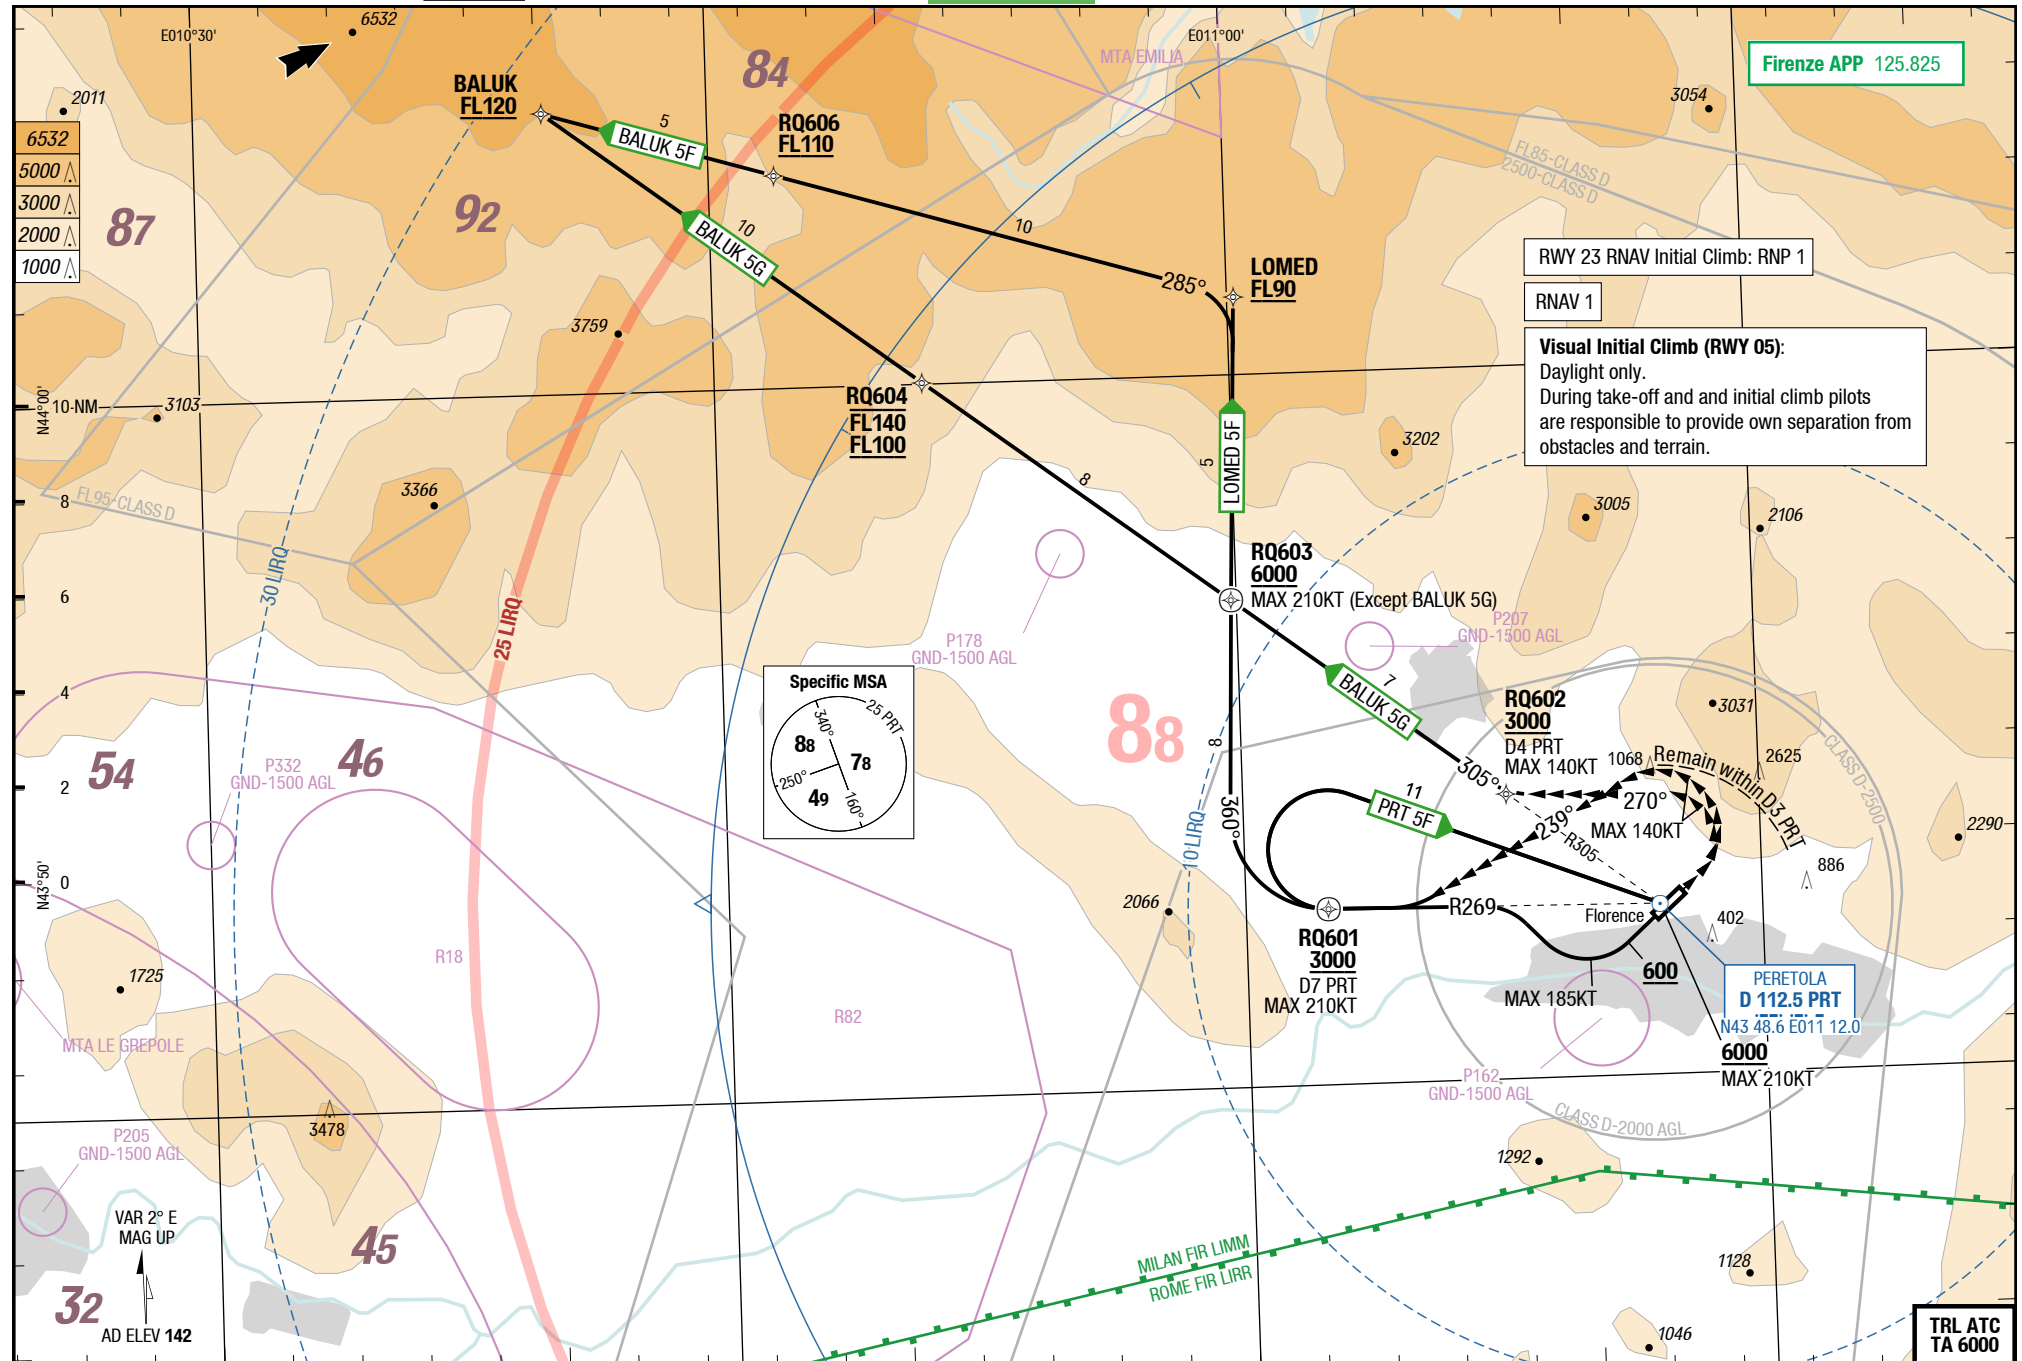 6532
E010°30'
E011°00'
MTA EMILIA
Firenze APP 125.825
2011
84
BALUK
FL120
5
BALUK 5F
RQ606
FL110
3054
6532
5000
3000
2000
1000
87
92
FL85-CLASS D
2500-CLASS D
10
BALUK 5G
10
285°
LOMED
FL90
RWY 23 RNAV Initial Climb: RNP 1
RNAV 1
Visual Initial Climb (RWY 05):
Daylight only.
During take-off and and initial climb pilots
are responsible to provide own separation from
obstacles and terrain.
3759
N44°00'
10-NM
3103
RQ604
FL140
FL100
3202
LOMED 5F
5
3366
FL95-CLASS D
8
8
3005
2106
30 LIRQ
25 LIRQ
RQ603
6000
MAX 210KT (Except BALUK 5G)
6
P178
GND-1500 AGL
P207
GND-1500 AGL
Specific MSA
340°
25 PRT
88
78
250°
49
160°
4
7
BALUK 5G
88
RQ602
3000
D4 PRT
MAX 140KT
3031
54
46
P332
GND-1500 AGL
8
305°
1068
Remain within D3 PRT
2625
CLASS D-2500
2
360°
11
PRT 5F
270°
239°
MAX 140KT
R305
2290
10 LIRQ
886
N43°50'
0
2066
R269
Florence
402
RQ601
3000
D7 PRT
MAX 210KT
R18
1725
600
MAX 185KT
PERETOLA
D 112.5 PRT
N43 48.6 E011 12.0
R82
MTA LE GREPOLE
6000
MAX 210KT
P162
GND-1500 AGL
CLASS D-2000 AGL
3478
P205
GND-1500 AGL
1292
VAR 2° E
MAG UP
45
MILAN FIR LIMM
ROME FIR LIRR
1128
32
AD ELEV 142
1046
TRL ATC
TA 6000